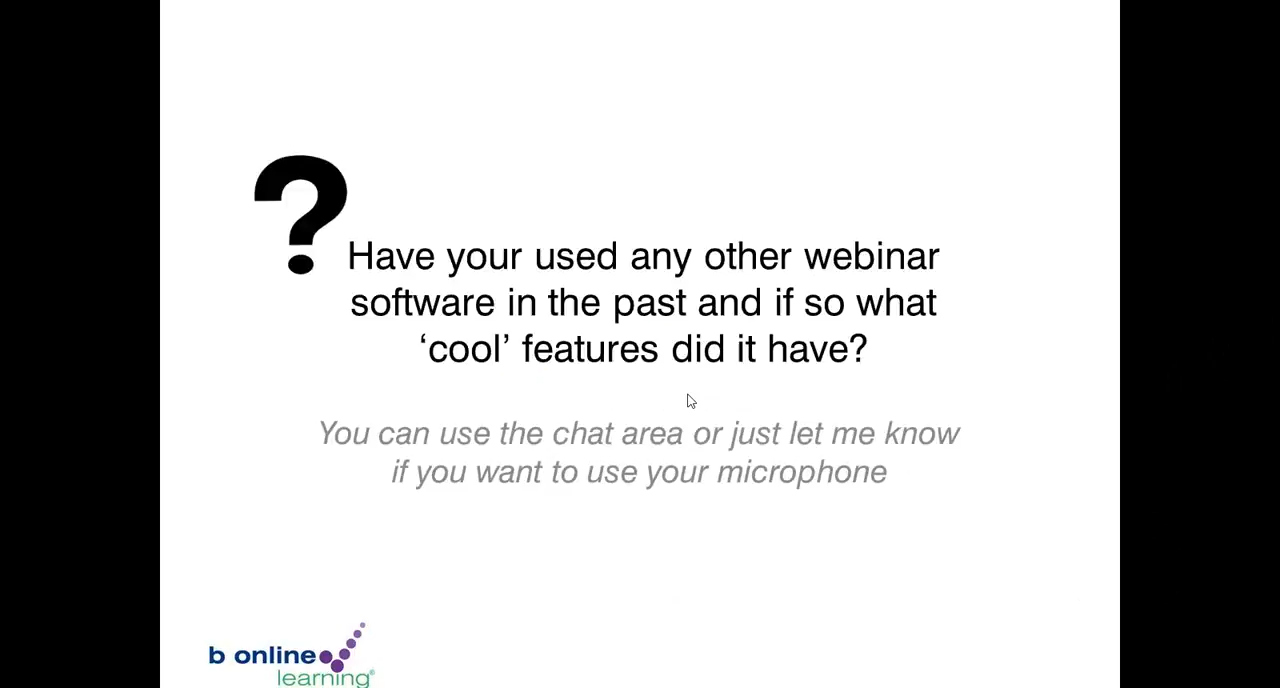 ?
Have your used any other webinar
software in the past and if so what
‘cool’ features did it have?
You can use the chat area or just let me know
if you want to use your microphone
b online
learning®